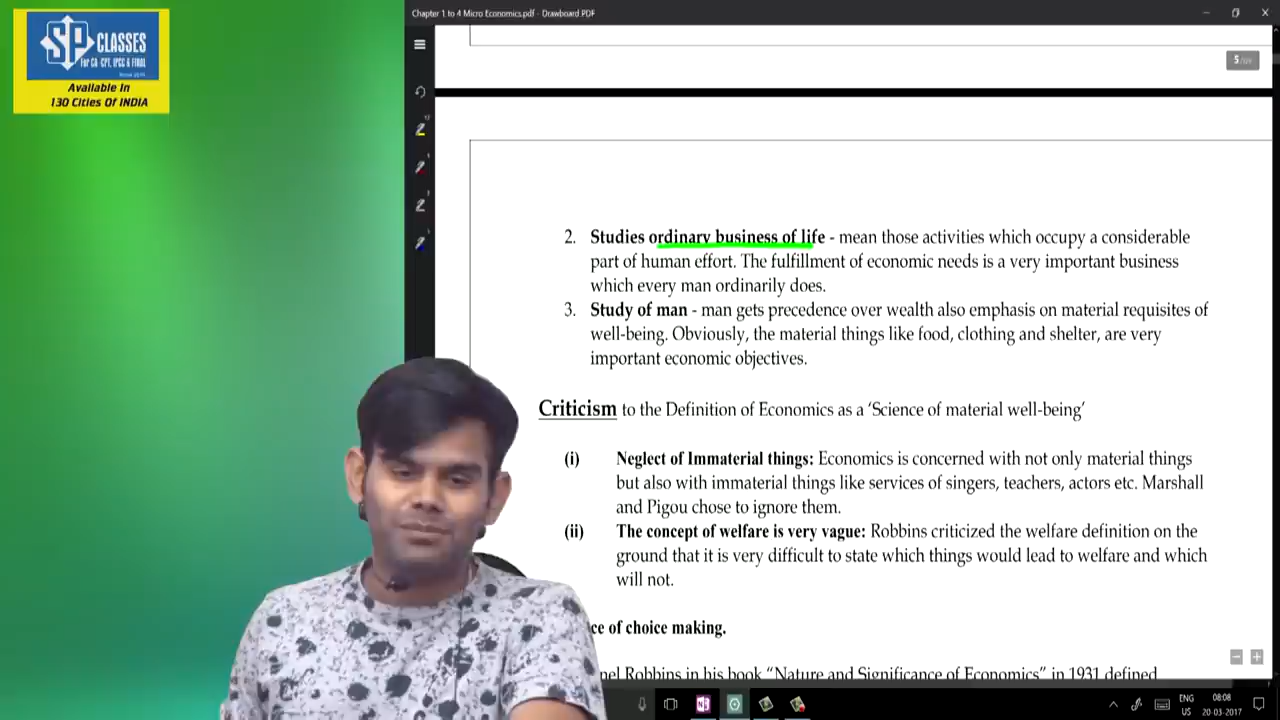 SP
CLASSES
for CA-CPT, IPCC & FINAL
Available In
130 Cities Of INDIA
Chapter 1 to 4 Micro Economics.pdf - Drawboard PDF
2. Studies ordinary business of life - mean those activities which occupy a considerable
part of human effort. The fulfillment of economic needs is a very important business
which every man ordinarily does.
3. Study of man - man gets precedence over wealth also emphasis on material requisites of
well-being. Obviously, the material things like food, clothing and shelter, are very
important economic objectives.
Criticism to the Definition of Economics as a ‘Science of material well-being’
(i) Neglect of Immaterial things: Economics is concerned with not only material things
but also with immaterial things like services of singers, teachers, actors etc. Marshall
and Pigou chose to ignore them.
(ii) The concept of welfare is very vague: Robbins criticized the welfare definition on the
ground that it is very difficult to state which things would lead to welfare and which
will not.
ce of choice making.
nel Robbins in his book “Nature and Significance of Economics” in 1931 defined
ENG
US
08:08
20-03-2017